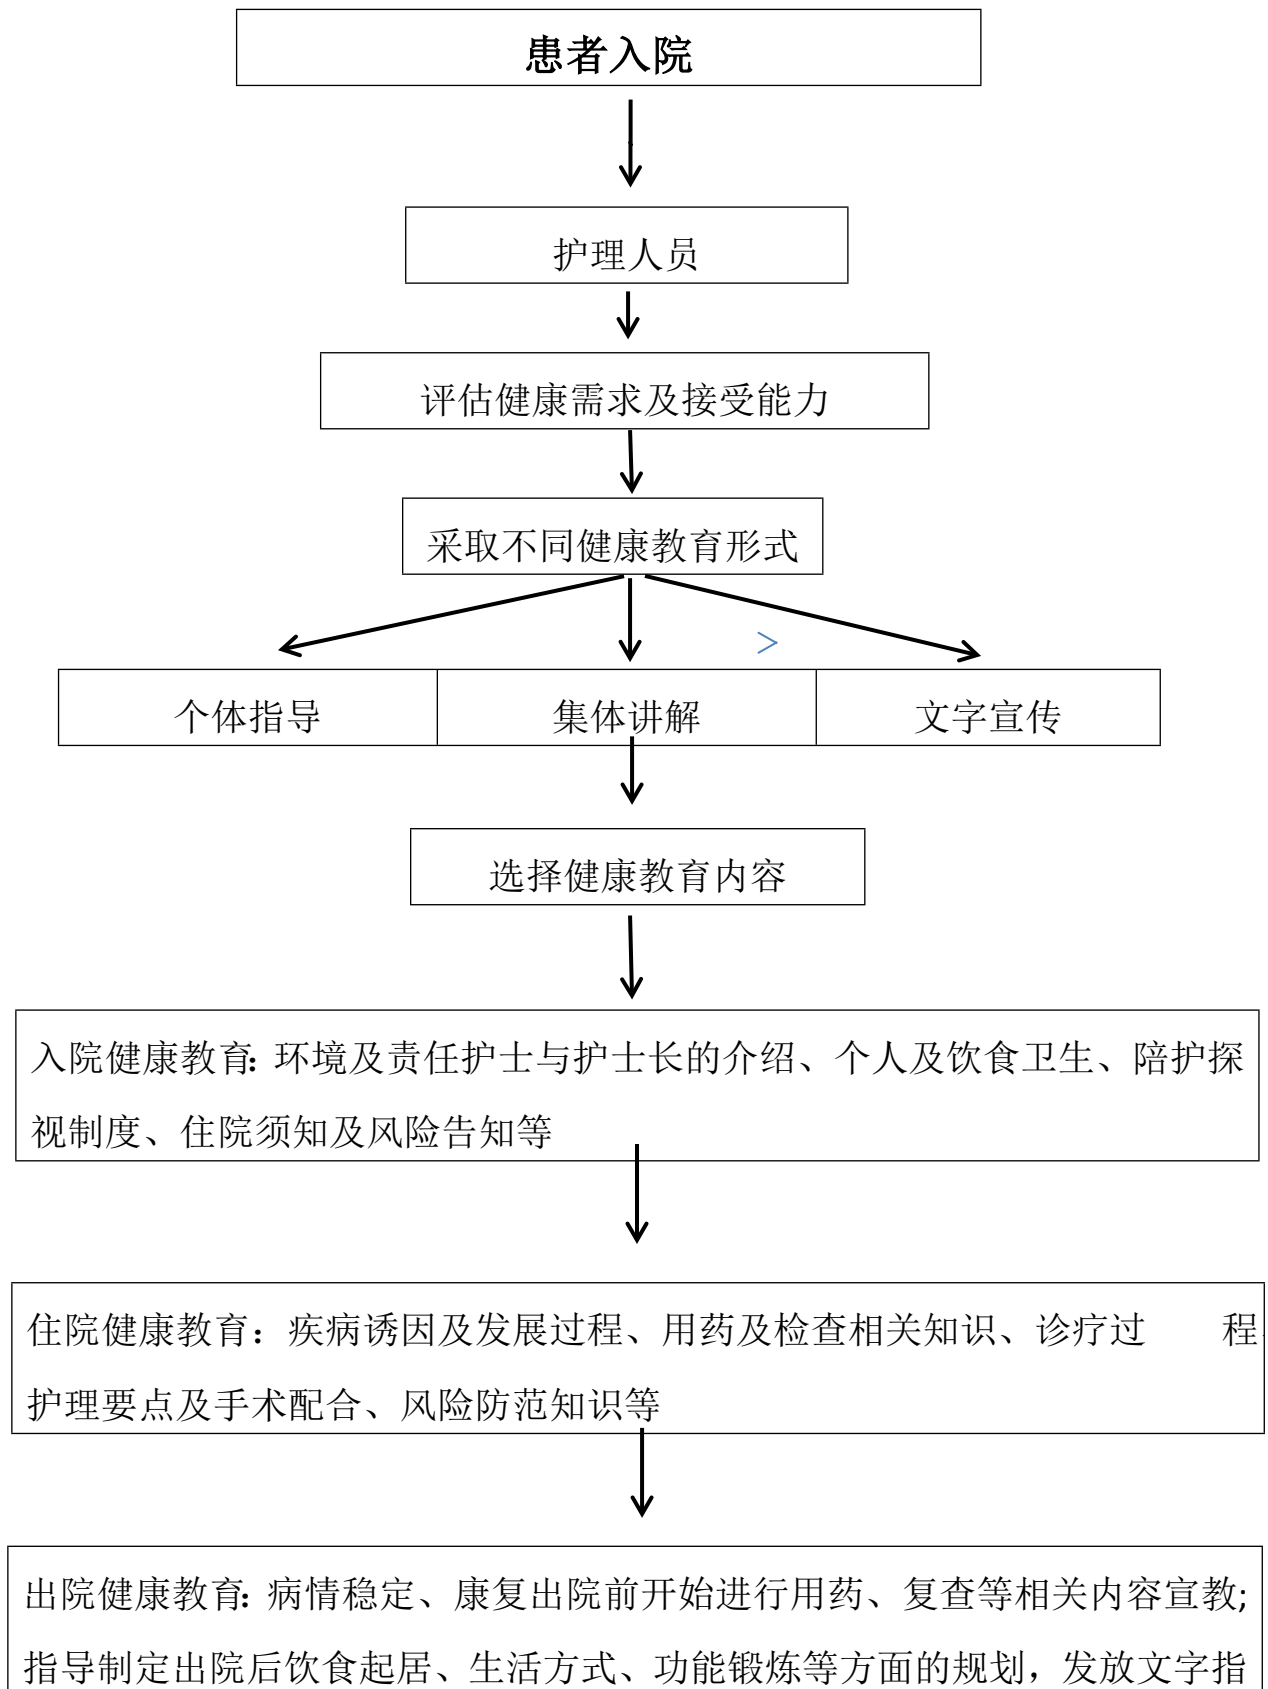 患者入院
护理人员
评估健康需求及接受能力
采取不同健康教育形式
个体指导
集体讲解
文字宣传
选择健康教育内容
入院健康教育：环境及责任护士与护士长的介绍、个人及饮食卫生、陪护探
视制度、住院须知及风险告知等
住院健康教育：疾病诱因及发展过程、用药及检查相关知识、诊疗过 程、
护理要点及手术配合、风险防范知识等
出院健康教育：病情稳定、康复出院前开始进行用药、复查等相关内容宣教;
指导制定出院后饮食起居、生活方式、功能锻炼等方面的规划，发放文字指